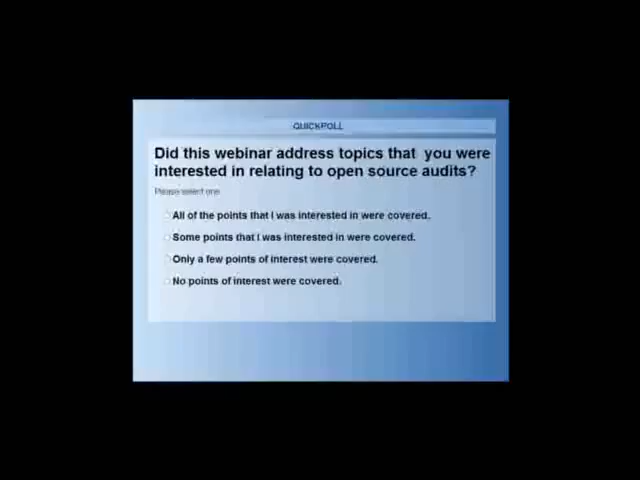 QUICKPOLL
Did this webinar address topics that you were
interested in relating to open source audits?
Please select one.
All of the points that I was interested in were covered.
Some points that I was interested in were covered.
Only a few points of interest were covered.
No points of interest were covered.